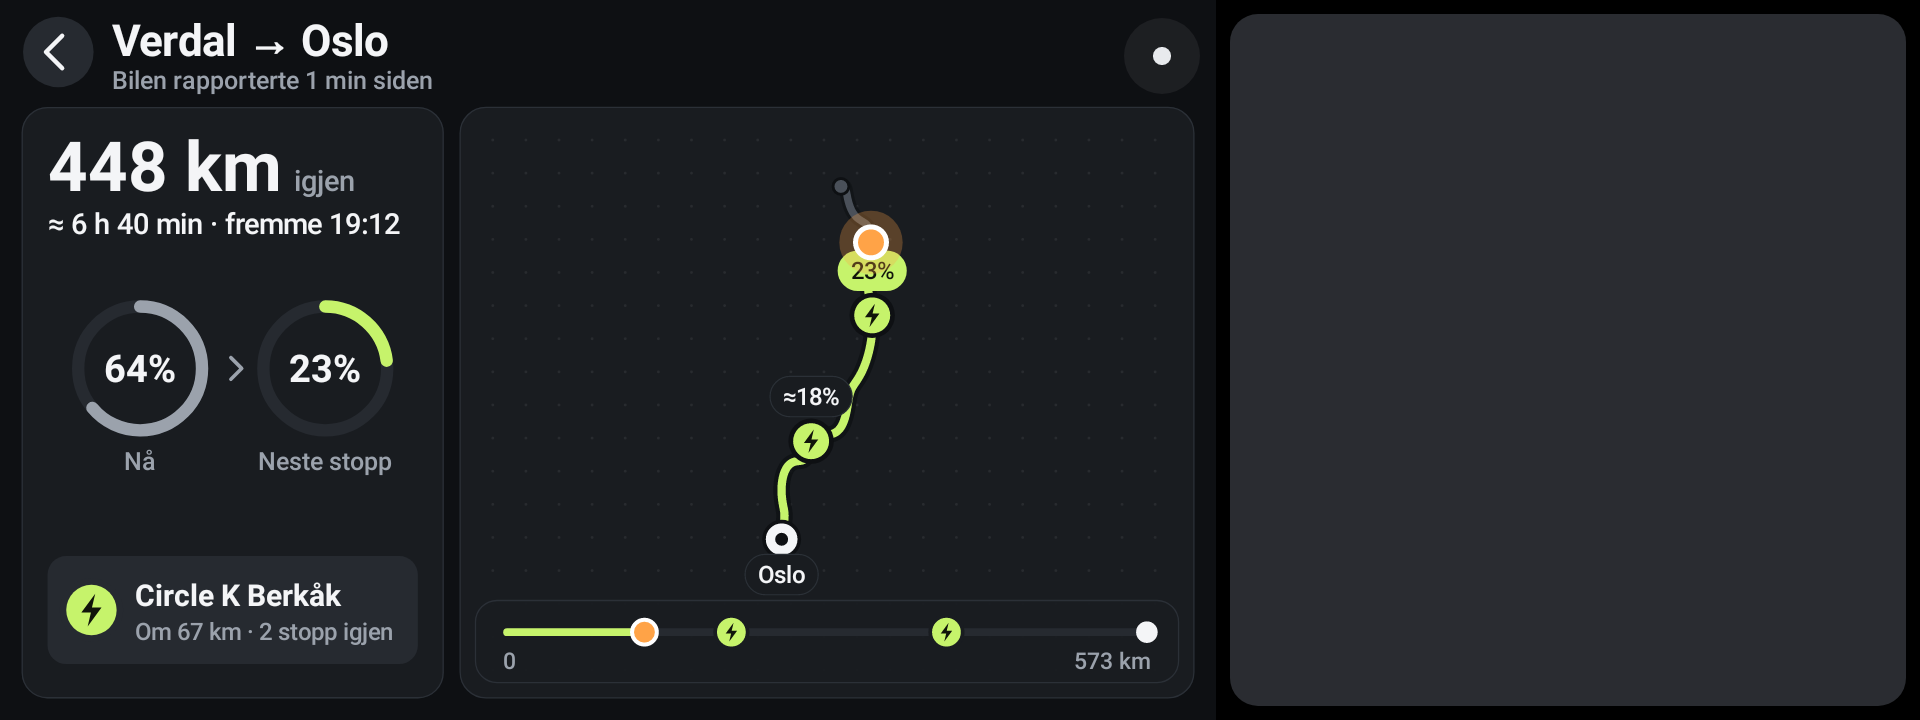 Verdal → Oslo
Bilen rapporterte 1 min siden
448 km igjen
≈ 6 h 40 min · fremme 19:12
64%
23%
Nå
Neste stopp
Circle K Berkåk
Om 67 km · 2 stopp igjen
23%
≈18%
Oslo
0
573 km